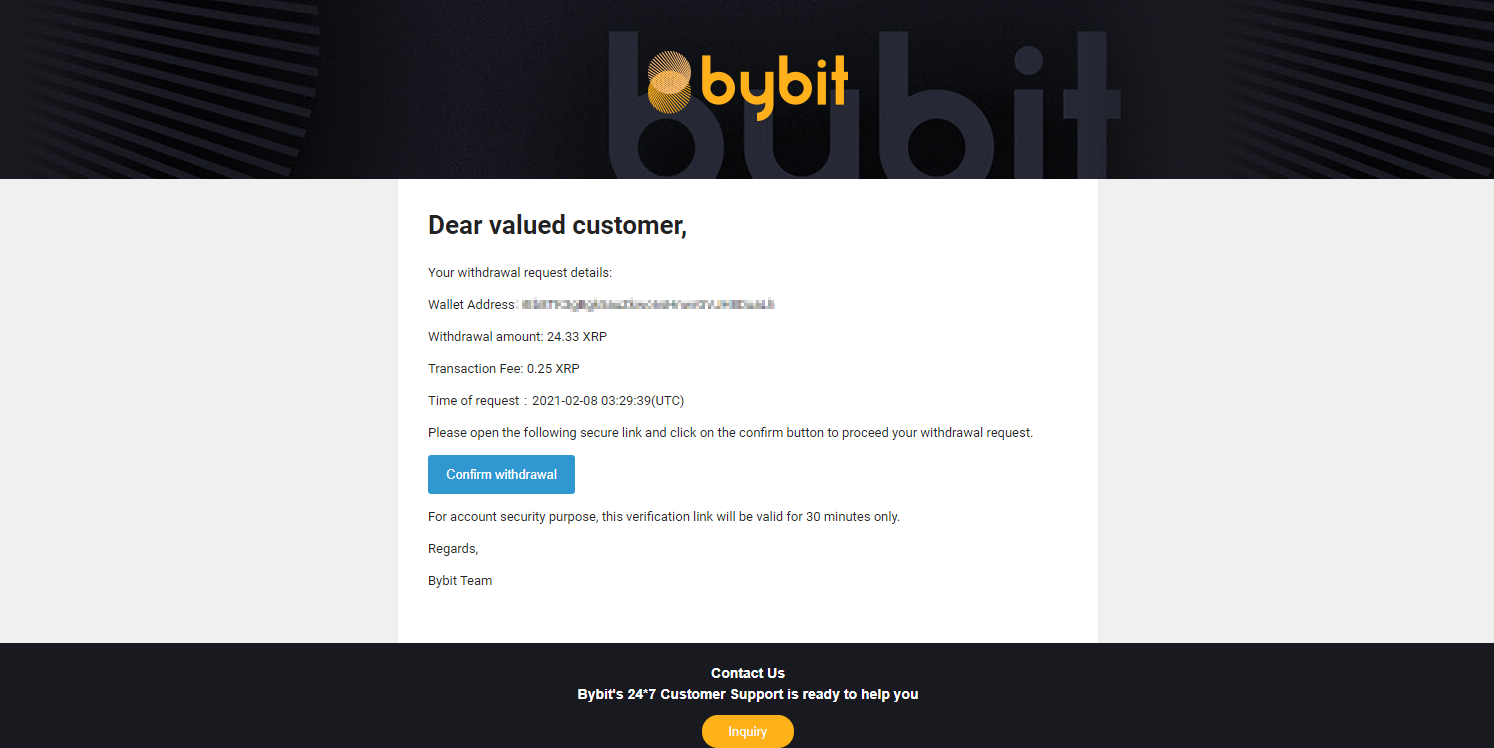 bybit
bybit
Dear valued customer,
Your withdrawal request details:
Wallet Address:
Withdrawal amount: 24.33 XRP
Transaction Fee: 0.25 XRP
Time of request：2021-02-08 03:29:39(UTC)
Please open the following secure link and click on the confirm button to proceed your withdrawal request.
Confirm withdrawal
For account security purpose, this verification link will be valid for 30 minutes only.
Regards,
Bybit Team
Contact Us
Bybit's 24*7 Customer Support is ready to help you
Inquiry